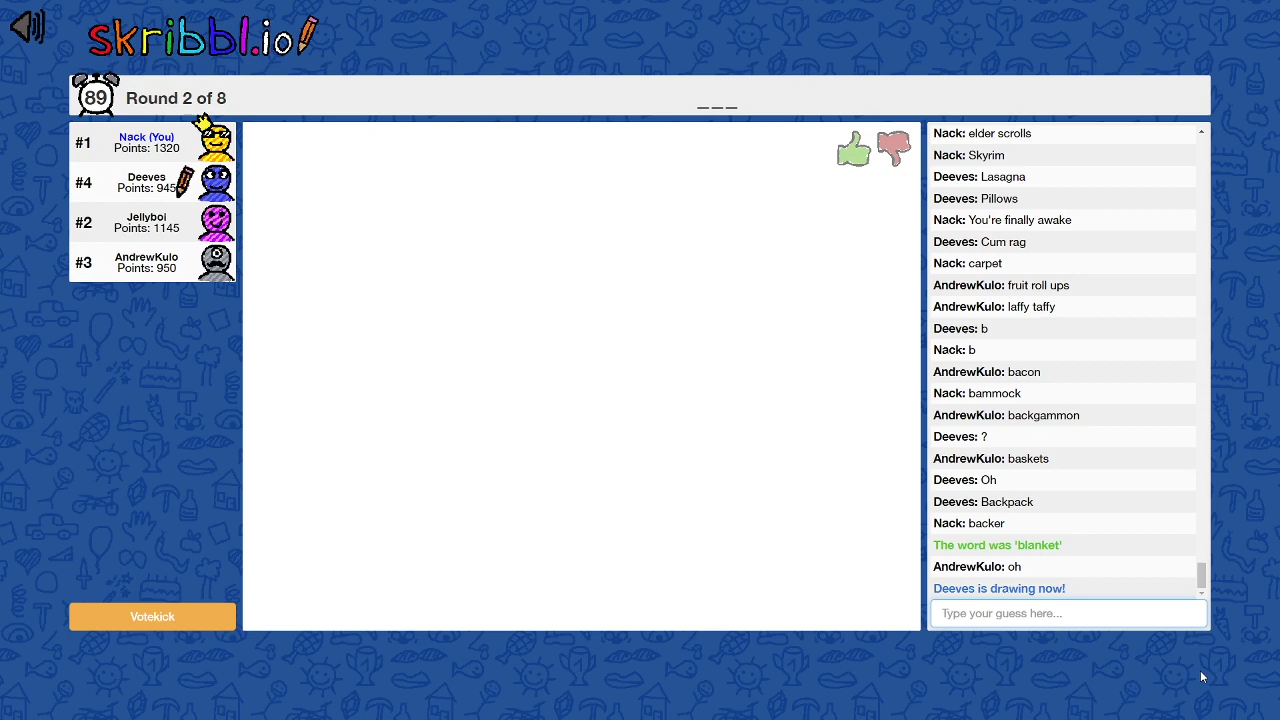 skribbl.io
89
Round 2 of 8
_ _ _
#1
Nack (You)
Points: 1320
#4
Deeves
Points: 945
#2
Jellyboi
Points: 1145
#3
AndrewKulo
Points: 950
Votekick
Nack: elder scrolls
Nack: Skyrim
Deeves: Lasagna
Deeves: Pillows
Nack: You're finally awake
Deeves: Cum rag
Nack: carpet
AndrewKulo: fruit roll ups
AndrewKulo: laffy taffy
Deeves: b
Nack: b
AndrewKulo: bacon
Nack: bammock
AndrewKulo: backgammon
Deeves: ?
AndrewKulo: baskets
Deeves: Oh
Deeves: Backpack
Nack: backer
The word was 'blanket'
AndrewKulo: oh
Deeves is drawing now!
Type your guess here...